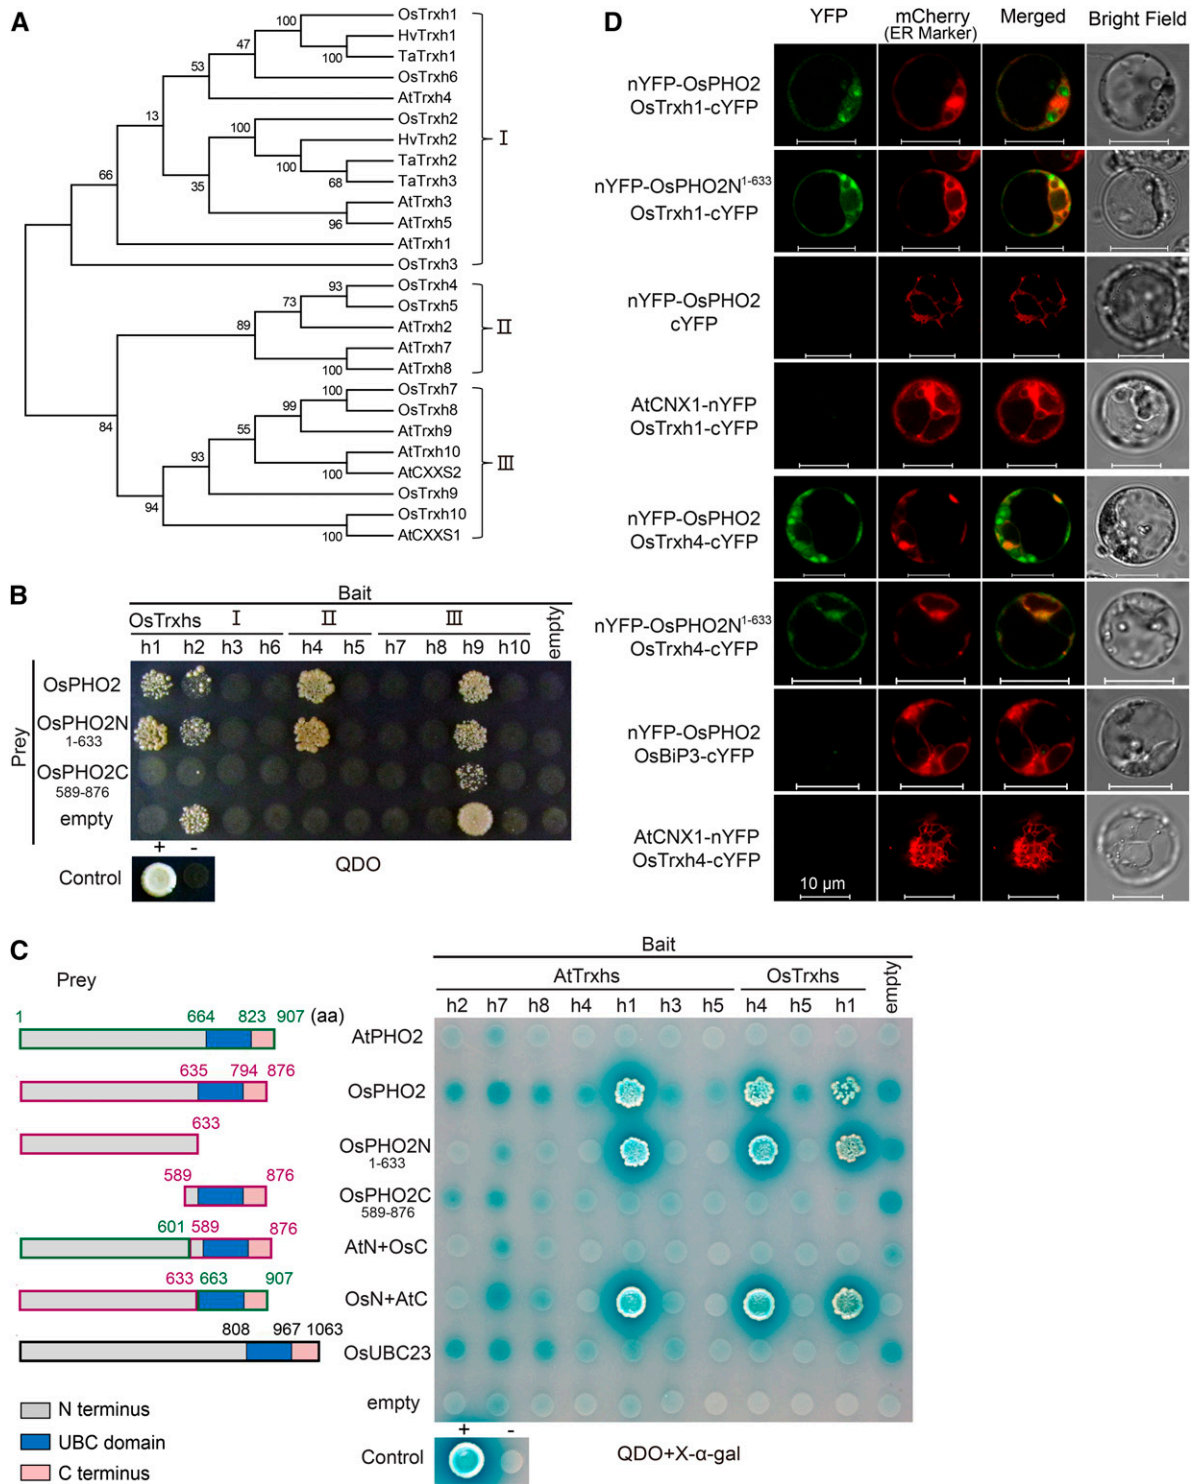 A
OsTrxh1
HvTrxh1
TaTrxh1
OsTrxh6
AtTrxh4
OsTrxh2
HvTrxh2
TaTrxh2
TaTrxh3
AtTrxh3
AtTrxh5
AtTrxh1
OsTrxh3
OsTrxh4
OsTrxh5
AtTrxh2
AtTrxh7
AtTrxh8
OsTrxh7
OsTrxh8
AtTrxh9
AtTrxh10
AtCXXS2
OsTrxh9
OsTrxh10
AtCXXS1
100
47
100
53
13
100
100
68
35
66
96
93
73
89
100
100
99
55
84
93
100
94
100
I
II
III
B
Bait
OsTrxhs I II III empty
h1 h2 h3 h6 h4 h5 h7 h8 h9 h10
Prey
OsPHO2
OsPHO2N
1-633
OsPHO2C
589-876
empty
+ -
Control
QDO
C
Prey
Bait
AtTrxhs OsTrxhs empty
h2 h7 h8 h4 h1 h3 h5 h4 h5 h1
1 664 823 907 (aa)
AtPHO2
635 794 876
OsPHO2
633
OsPHO2N
1-633
589 876
OsPHO2C
589-876
601 589 876
AtN+OsC
633 663 907
OsN+AtC
808 967 1063
OsUBC23
empty
N terminus
UBC domain
C terminus
+ -
Control
QDO+X-α-gal
D
YFP mCherry Merged Bright Field
(ER Marker)
nYFP-OsPHO2
OsTrxh1-cYFP
nYFP-OsPHO2N1-633
OsTrxh1-cYFP
nYFP-OsPHO2
cYFP
AtCNX1-nYFP
OsTrxh1-cYFP
nYFP-OsPHO2
OsTrxh4-cYFP
nYFP-OsPHO2N1-633
OsTrxh4-cYFP
nYFP-OsPHO2
OsBiP3-cYFP
AtCNX1-nYFP
OsTrxh4-cYFP
10 µm